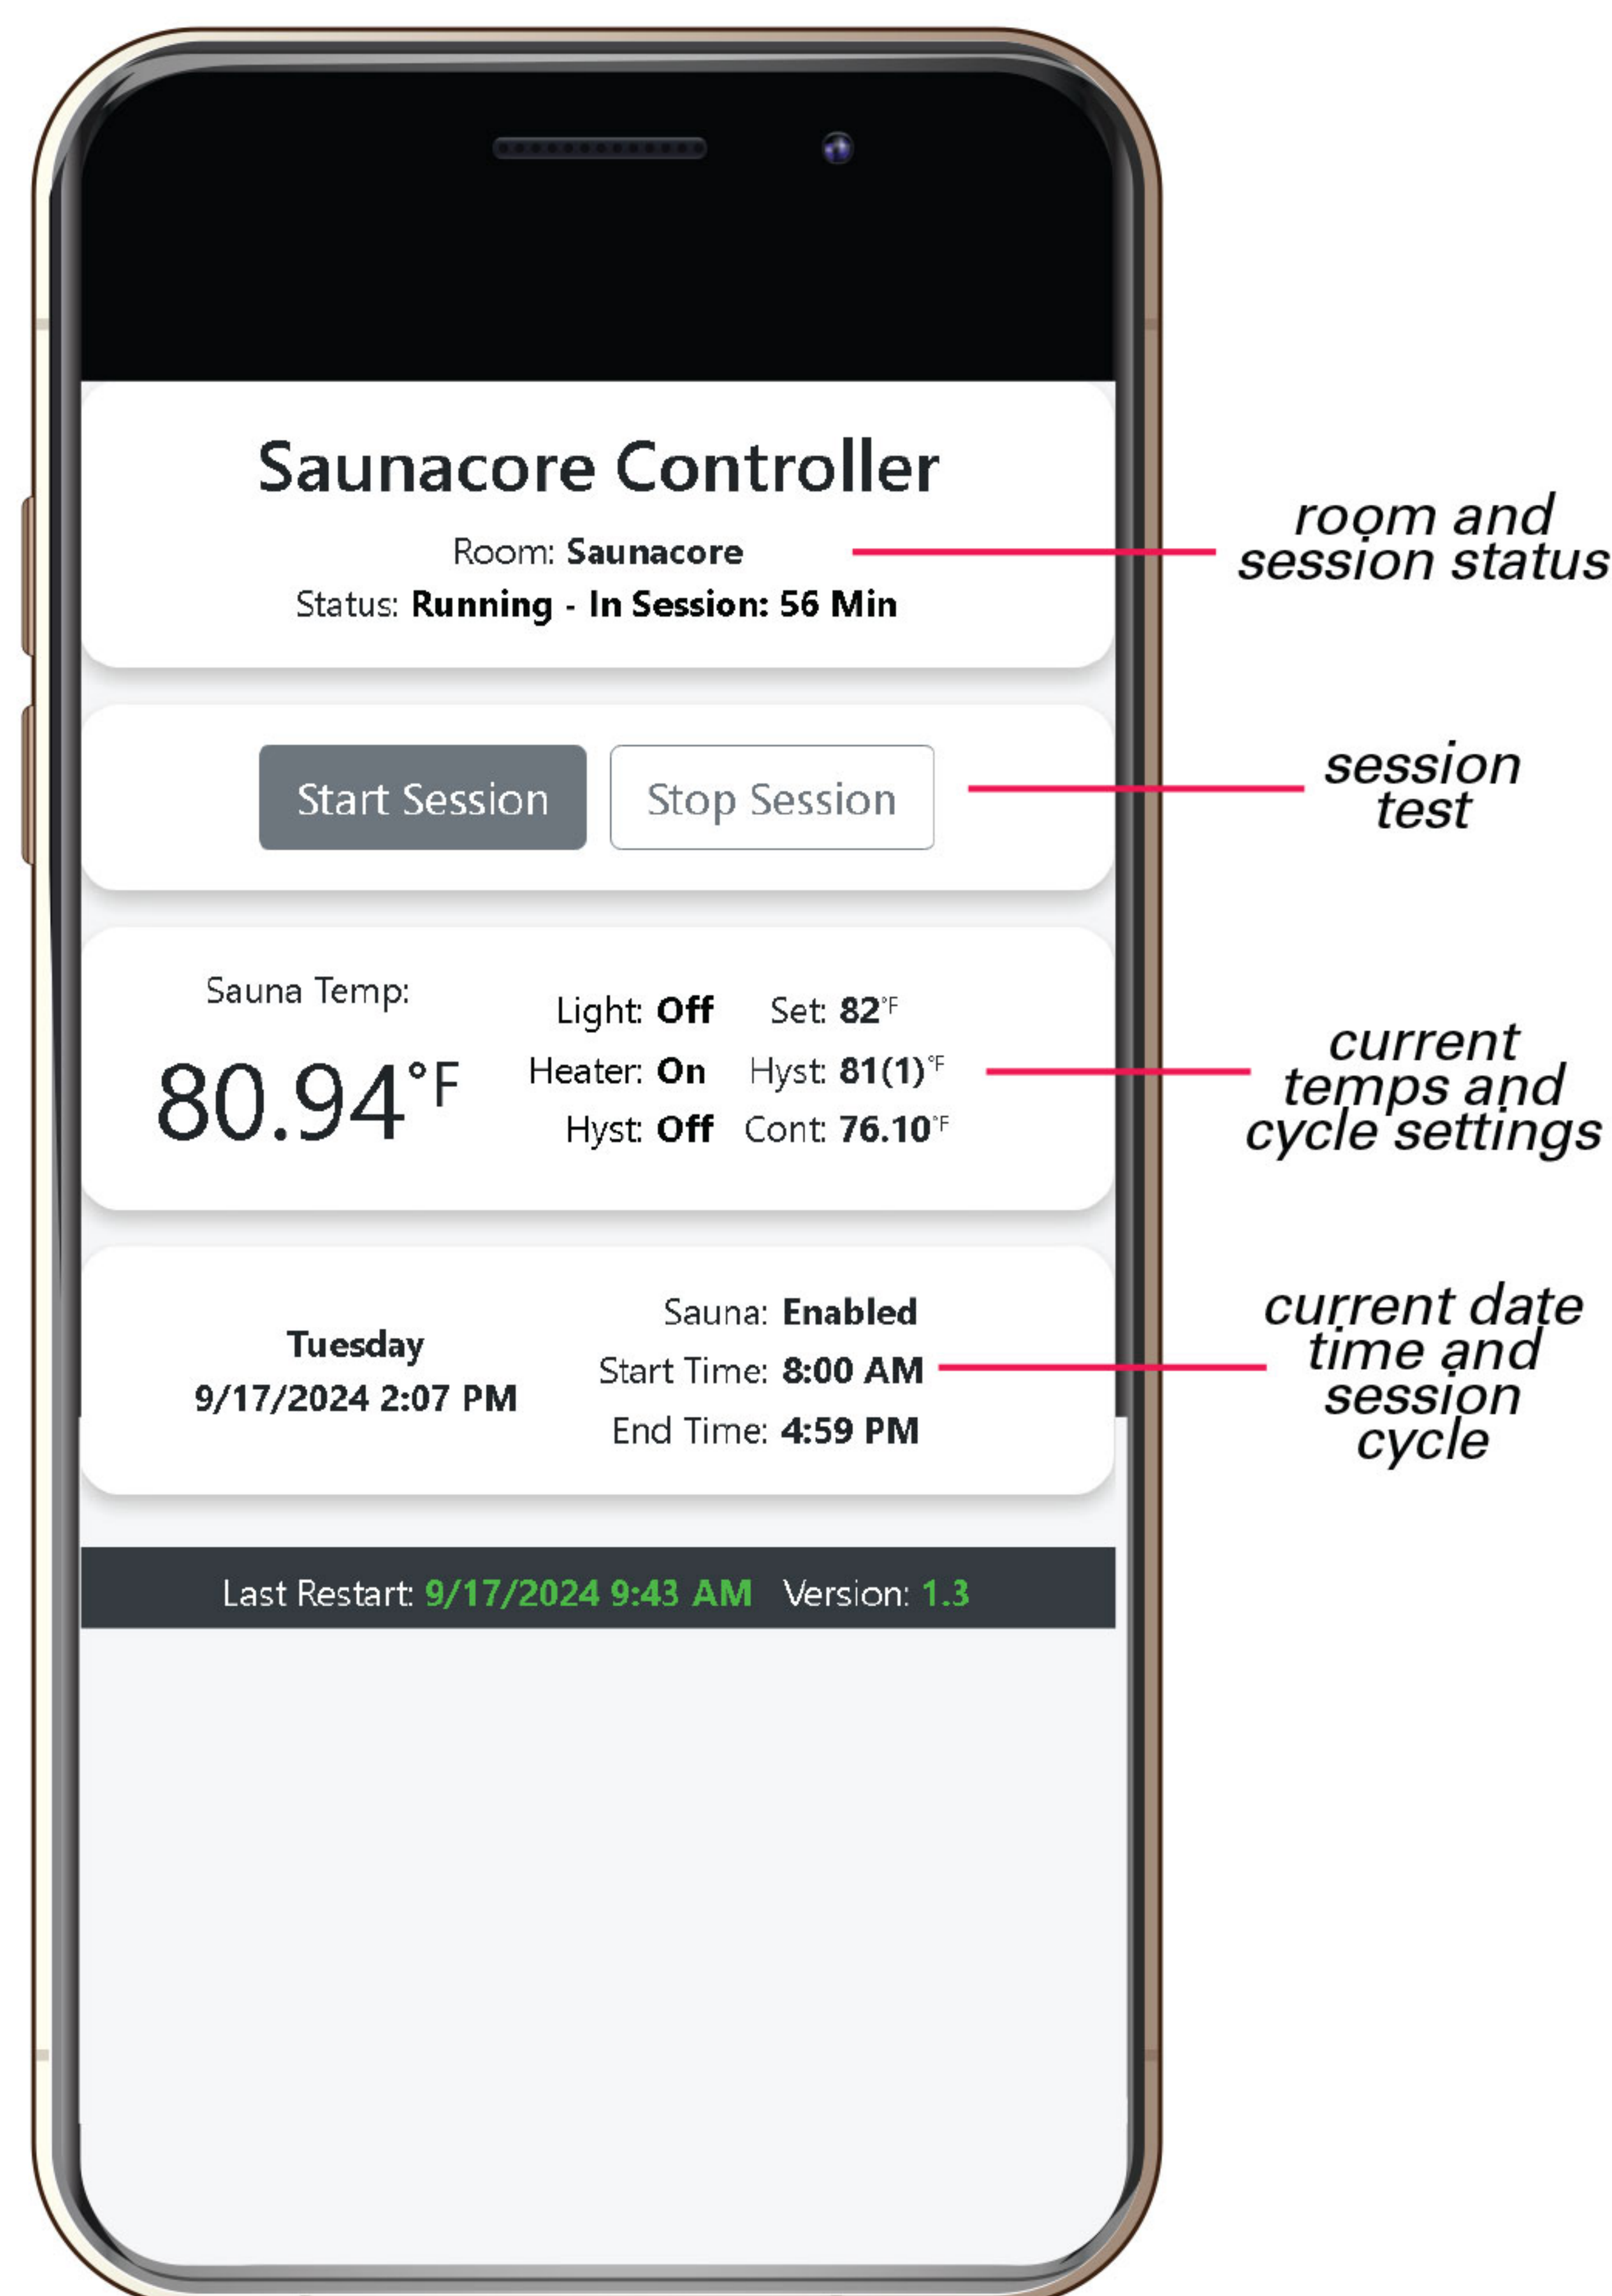 Saunacore Controller
Room: Saunacore
Status: Running - In Session: 56 Min
room and
session status
Start Session
Stop Session
session
test
Sauna Temp:
80.94°F
Light: Off
Heater: On
Hyst: Off
Set: 82°F
Hyst: 81(1)°F
Cont: 76.10°F
current
temps and
cycle settings
Tuesday
9/17/2024 2:07 PM
Sauna: Enabled
Start Time: 8:00 AM
End Time: 4:59 PM
current date
time and
session
cycle
Last Restart: 9/17/2024 9:43 AM Version: 1.3